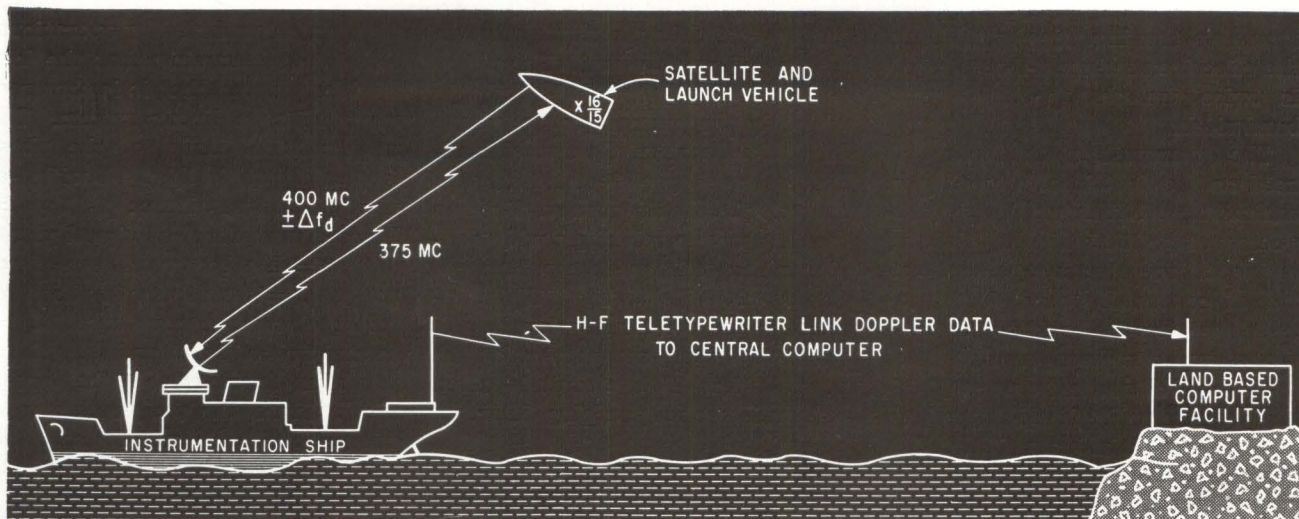 SATELLITE AND
LAUNCH VEHICLE
x 16/15
400 MC
± Δfd
375 MC
H-F TELETYPEWRITER LINK DOPPLER DATA
TO CENTRAL COMPUTER
LAND BASED
COMPUTER
FACILITY
INSTRUMENTATION SHIP